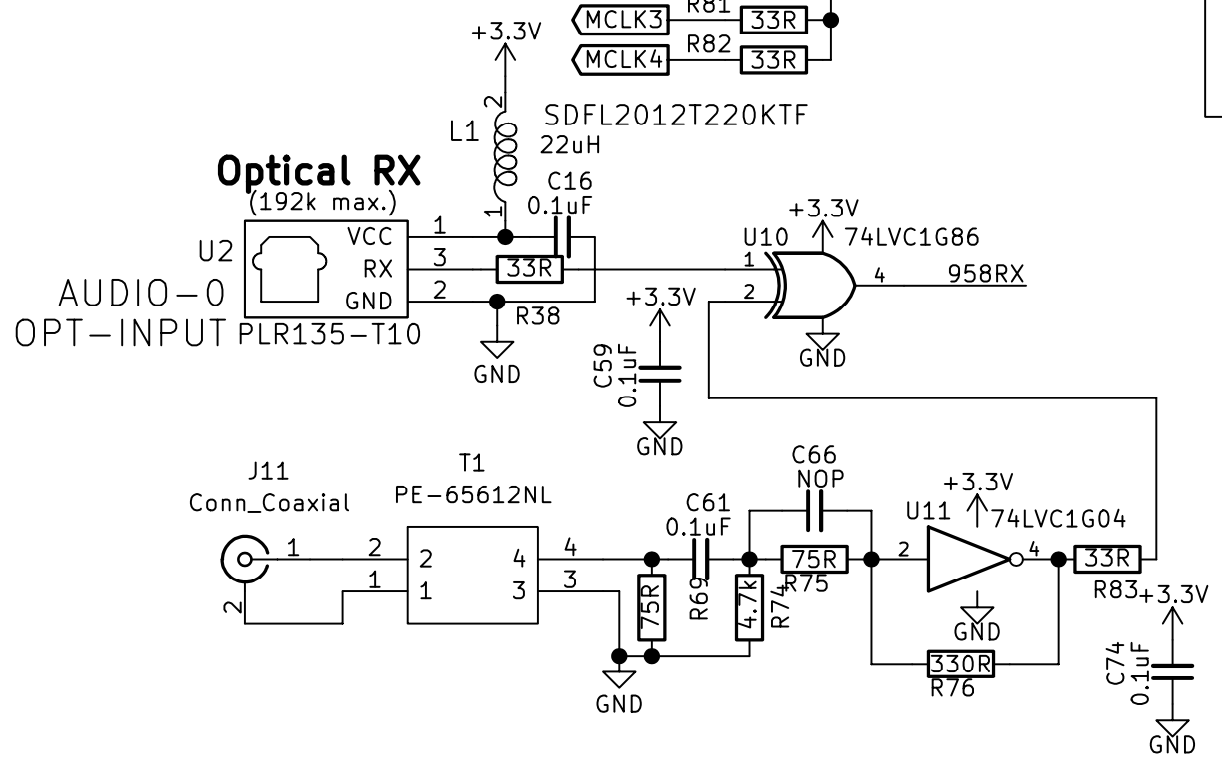 R81
MCLK3
33R
R82
MCLK4
33R
+3.3V
2
SDFL2012T220KTF
L1
22uH
Optical RX
(192k max.)
C16
0.1uF
1
+3.3V
U10
74LVC1G86
U2
VCC
1
RX
3
33R
1
GND
2
2
4
958RX
AUDIO-0
OPT-INPUT
PLR135-T10
R38
+3.3V
GND
GND
C59
0.1uF
GND
J11
Conn_Coaxial
T1
PE-65612NL
C61
0.1uF
C66
NOP
+3.3V
U11
74LVC1G04
1
2
2
4
4
75R
2
4
33R
1
1
3
3
2
75R
R69
4.7k
R74
R75
R83
+3.3V
GND
330R
R76
C74
0.1uF
GND
GND